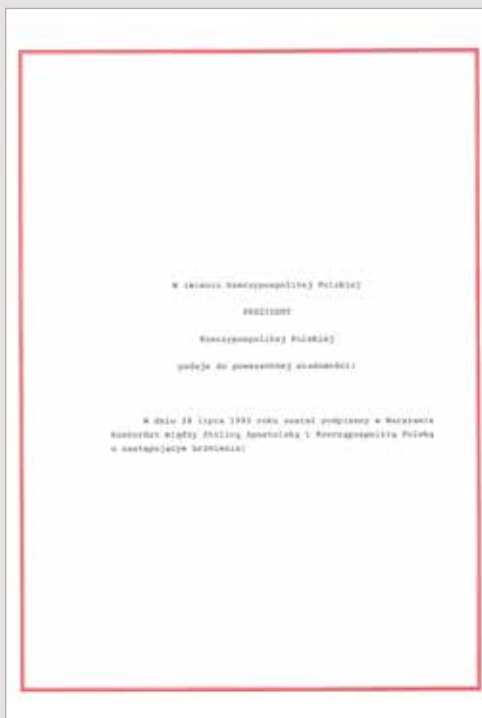 W imieniu Rzeczypospolitej Polskiej
PREZYDENT
Rzeczypospolitej Polskiej
podaje do powszechnej wiadomości:
W dniu 28 lipca 1993 roku został podpisany w Warszawie
Konkordat między Stolicą Apostolską i Rzecząpospolitą Polską
o następującym brzmieniu: